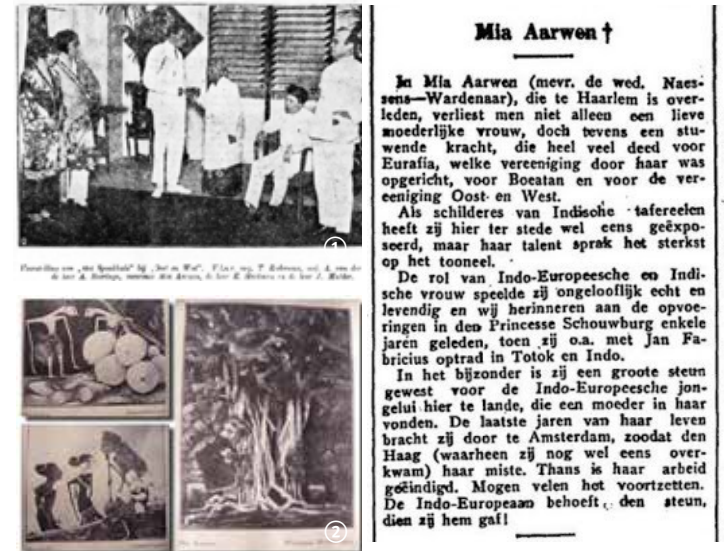 1
2
Mia Aarwen †
In Mia Aarwen (mevr. de wed. Naes-
sens—Wardenaar), die te Haarlem is over-
leden, verliest men niet alleen een lieve
moederlijke vrouw, doch tevens een stu-
wende kracht, die heel veel deed voor
Eurafia, welke vereeniging door haar was
opgericht, voor Boeatan en voor de ver-
eeniging Oost en West.
Als schilderes van Indische tafereelen
heeft zij hier ter stede wel eens geëxpo-
seerd, maar haar talent sprak het sterkst
op het tooneel.
De rol van Indo-Europeesche en Indi-
sche vrouw speelde zij ongelooflijk echt en
levendig en wij herinneren aan de opvoe-
ringen in den Princesse Schouwburg enkele
jaren geleden, toen zij o.a. met Jan Fa-
bricius optrad in Totok en Indo.
In het bijzonder is zij een groote steun
gewest voor de Indo-Europeesche jon-
gelui hier te lande, die een moeder in haar
vonden. De laatste jaren van haar leven
bracht zij door te Amsterdam, zoodat den
Haag (waarheen zij nog wel eens over-
kwam) haar miste. Thans is haar arbeid
geëindigd. Mogen velen het voortzetten.
De Indo-Europeaan behoeft den steun,
dien zij hem gaf!